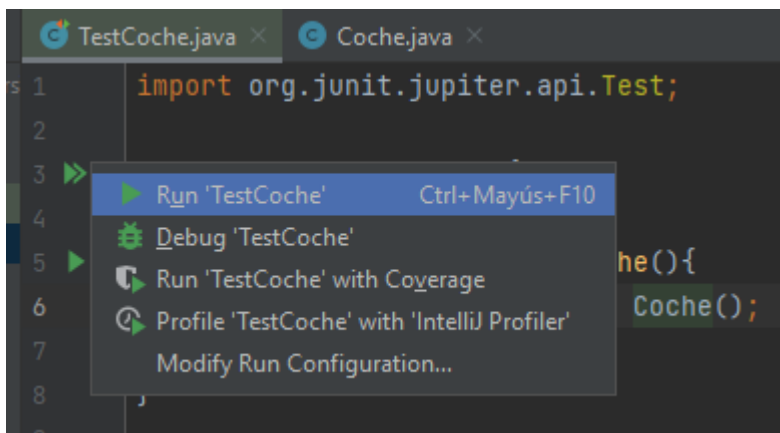 TestCoche.java Coche.java
rs 1 import org.junit.jupiter.api.Test;
2
3
Run 'TestCoche' Ctrl+Mayús+F10
4
Debug 'TestCoche'
5 he(){
Run 'TestCoche' with Coverage
6 Coche();
Profile 'TestCoche' with 'IntelliJ Profiler'
7
Modify Run Configuration...
8